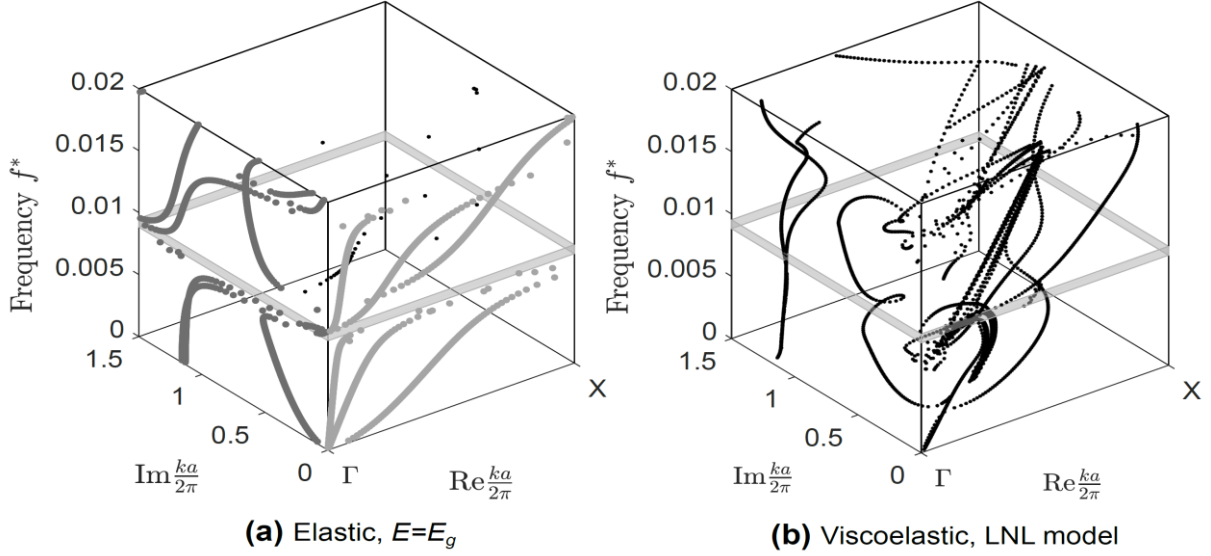 0.02
0.015
0.01
0.005
0
1.5
1
0.5
0
Γ
X
Frequency f*
Im ka/2π
Re ka/2π
(a) Elastic, E=E_g
0.02
0.015
0.01
0.005
0
1.5
1
0.5
0
Γ
X
Frequency f*
Im ka/2π
Re ka/2π
(b) Viscoelastic, LNL model